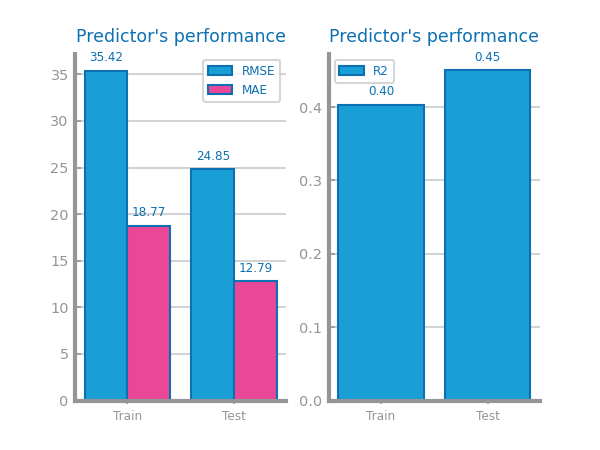 Predictor's performance
35.42
RMSE
MAE
18.77
24.85
12.79
35
30
25
20
15
10
5
0
Train
Test
Predictor's performance
0.45
R2
0.40
0.4
0.3
0.2
0.1
0.0
Train
Test